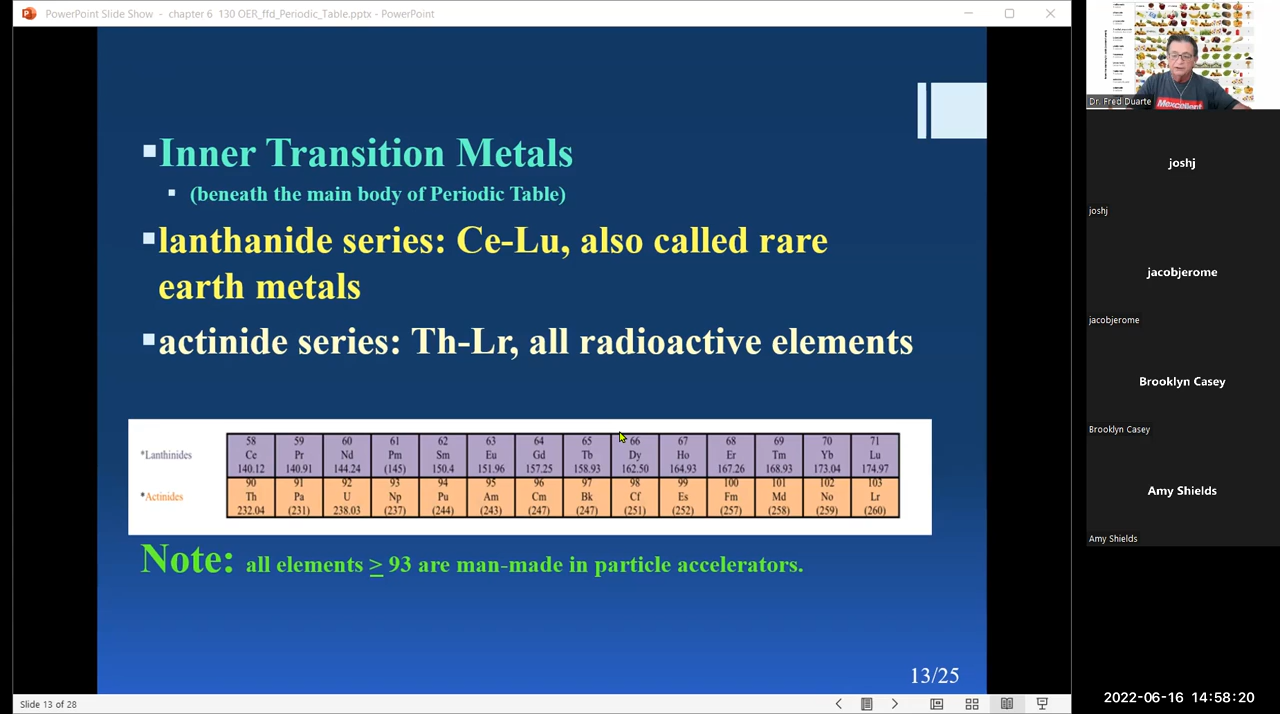 PowerPoint Slide Show - chapter 6 130 OER_ffd_Periodic_Table.pptx - PowerPoint
Inner Transition Metals
(beneath the main body of Periodic Table)
lanthanide series: Ce-Lu, also called rare
earth metals
actinide series: Th-Lr, all radioactive elements
58 59 60 61 62 63 64 65 66 67 68 69 70 71
*Lanthinides Ce Pr Nd Pm Sm Eu Gd Tb Dy Ho Er Tm Yb Lu
140.12 140.91 144.24 (145) 150.4 151.96 157.25 158.93 162.50 164.93 167.26 168.93 173.04 174.97
90 91 92 93 94 95 96 97 98 99 100 101 102 103
*Actinides Th Pa U Np Pu Am Cm Bk Cf Es Fm Md No Lr
232.04 (231) 238.03 (237) (244) (243) (247) (247) (251) (252) (257) (258) (259) (260)
Note: all elements ≥ 93 are man-made in particle accelerators.
13/25
Slide 13 of 28
Mexcellent
Dr. Fred Duarte
joshj
joshj
jacobjerome
jacobjerome
Brooklyn Casey
Brooklyn Casey
Amy Shields
Amy Shields
2022-06-16 14:58:20